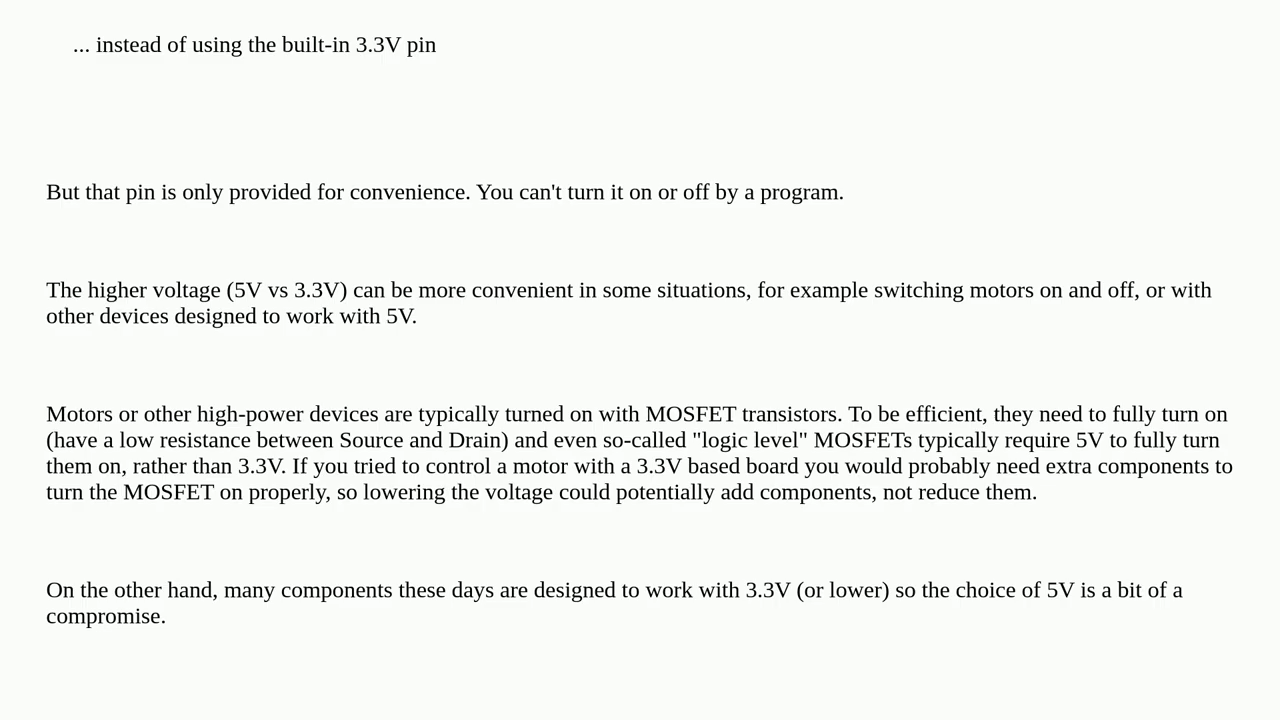 ... instead of using the built-in 3.3V pin
But that pin is only provided for convenience. You can't turn it on or off by a program.
The higher voltage (5V vs 3.3V) can be more convenient in some situations, for example switching motors on and off, or with
other devices designed to work with 5V.
Motors or other high-power devices are typically turned on with MOSFET transistors. To be efficient, they need to fully turn on
(have a low resistance between Source and Drain) and even so-called "logic level" MOSFETs typically require 5V to fully turn
them on, rather than 3.3V. If you tried to control a motor with a 3.3V based board you would probably need extra components to
turn the MOSFET on properly, so lowering the voltage could potentially add components, not reduce them.
On the other hand, many components these days are designed to work with 3.3V (or lower) so the choice of 5V is a bit of a
compromise.